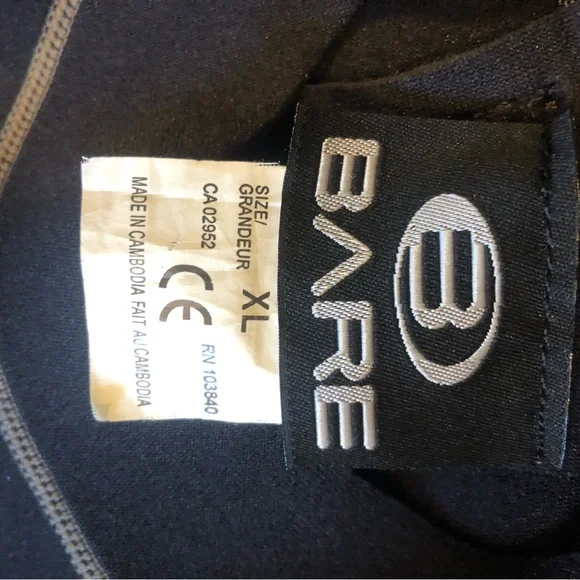 B
BARE
SIZE/
GRANDEUR XL
CA 02952 RN 103840
CE
MADE IN CAMBODIA FAIT AU CAMBODIA